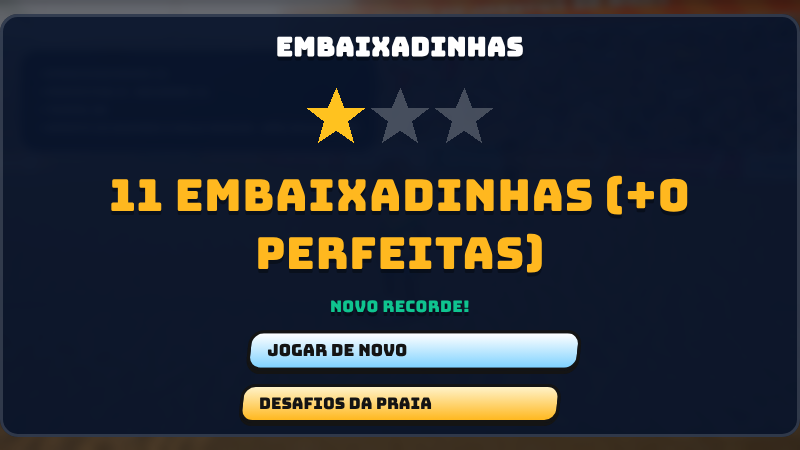 EMBAIXADINHAS
11 EMBAIXADINHAS (+0
PERFEITAS)
NOVO RECORDE!
JOGAR DE NOVO
DESAFIOS DA PRAIA